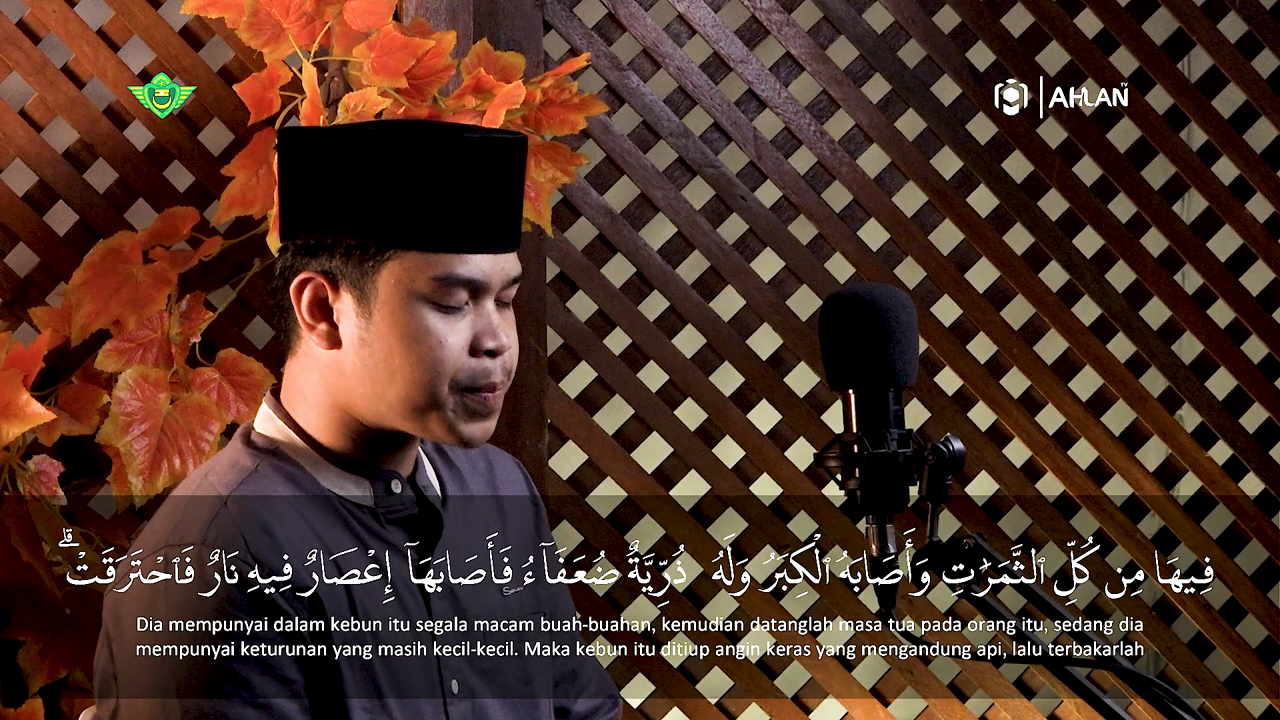 AHLAN TV
فِيهَا مِن كُلِّ ٱلثَّمَرَٰتِ وَأَصَابَهُ ٱلْكِبَرُ وَلَهُۥ ذُرِّيَّةٌ ضُعَفَآءُ فَأَصَابَهَآ إِعْصَارٌ فِيهِ نَارٌ فَٱحْتَرَقَتْ ۗ
Dia mempunyai dalam kebun itu segala macam buah-buahan, kemudian datanglah masa tua pada orang itu, sedang dia
mempunyai keturunan yang masih kecil-kecil. Maka kebun itu ditiup angin keras yang mengandung api, lalu terbakarlah